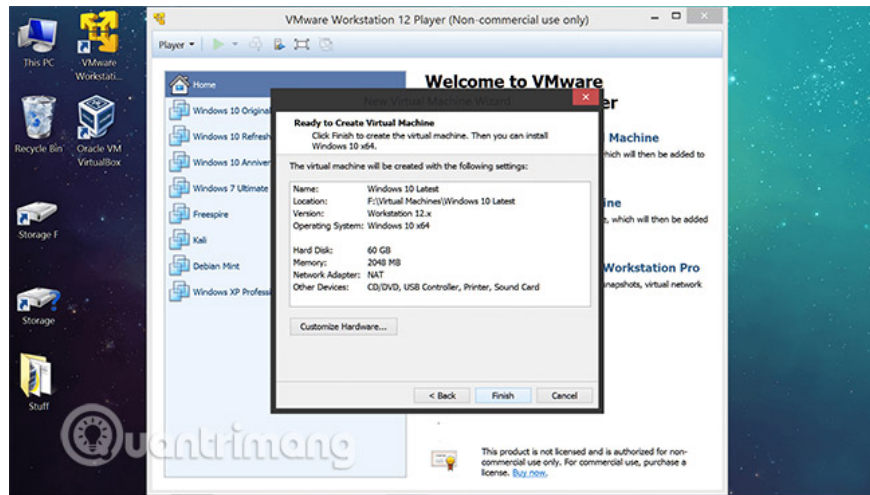 This PC
VMware
Workstati...
Recycle Bin
Oracle VM
VirtualBox
Storage F
Storage
Stuff
VMware Workstation 12 Player (Non-commercial use only)
Player
Home
Windows 10 Original
Windows 10 Refresh
Windows 10 Anniver
Windows 7 Ultimate
Freespire
Kali
Debian Mint
Windows XP Professi
Welcome to VMware
er
Machine
which will then be added to
ine
e, which will then be added
Workstation Pro
snapshots, virtual network
New Virtual Machine Wizard
Ready to Create Virtual Machine
Click Finish to create the virtual machine. Then you can install
Windows 10 x64.
The virtual machine will be created with the following settings:
Name: Windows 10 Latest
Location: F:\Virtual Machines\Windows 10 Latest
Version: Workstation 12.x
Operating System: Windows 10 x64
Hard Disk: 60 GB
Memory: 2048 MB
Network Adapter: NAT
Other Devices: CD/DVD, USB Controller, Printer, Sound Card
Customize Hardware...
< Back Finish Cancel
This product is not licensed and is authorized for non-
commercial use only. For commercial use, purchase a
license. Buy now.
Quantrimang